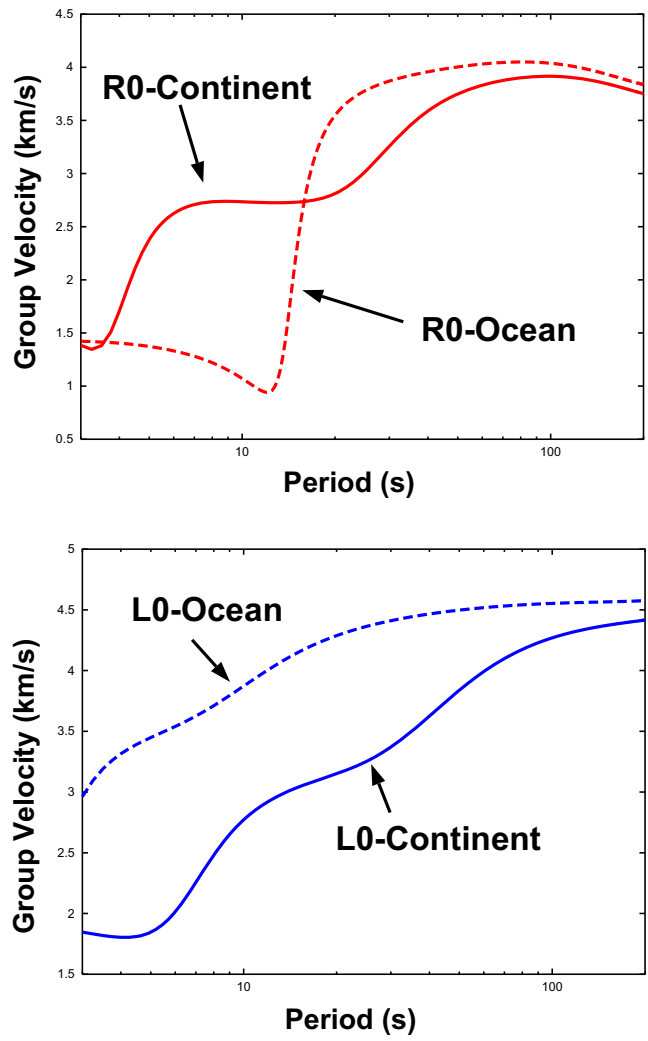 4.5
4
3.5
3
2.5
2
1.5
1
0.5
10
100
Group Velocity (km/s)
Period (s)
R0-Continent
R0-Ocean
5
4.5
4
3.5
3
2.5
2
1.5
10
100
Group Velocity (km/s)
Period (s)
L0-Ocean
L0-Continent